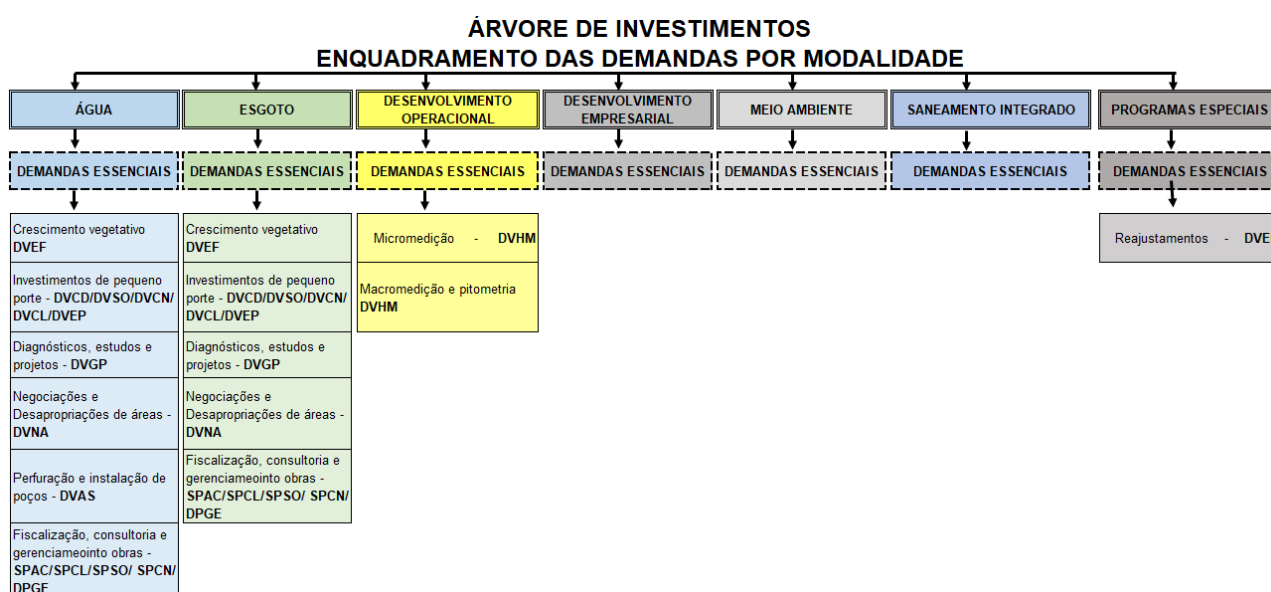 ÁRVORE DE INVESTIMENTOS
ENQUADRAMENTO DAS DEMANDAS POR MODALIDADE
ÁGUA
ESGOTO
DESENVOLVIMENTO
OPERACIONAL
DESENVOLVIMENTO
EMPRESARIAL
MEIO AMBIENTE
SANEAMENTO INTEGRADO
PROGRAMAS ESPECIAIS
DEMANDAS ESSENCIAIS
DEMANDAS ESSENCIAIS
DEMANDAS ESSENCIAIS
DEMANDAS ESSENCIAIS
DEMANDAS ESSENCIAIS
DEMANDAS ESSENCIAIS
DEMANDAS ESSENCIAIS
Crescimento vegetativo
DVEF
Investimentos de pequeno
porte - DVCD/DVSO/DVCN/
DVCL/DVEP
Diagnósticos, estudos e
projetos - DVGP
Negociações e
Desapropriações de áreas -
DVNA
Perfuração e instalação de
poços - DVAS
Fiscalização, consultoria e
gerenciameointo obras -
SPAC/SPCL/SPSO/ SPCN/
DPGE
Crescimento vegetativo
DVEF
Investimentos de pequeno
porte - DVCD/DVSO/DVCN/
DVCL/DVEP
Diagnósticos, estudos e
projetos - DVGP
Negociações e
Desapropriações de áreas -
DVNA
Fiscalização, consultoria e
gerenciameointo obras -
SPAC/SPCL/SPSO/ SPCN/
DPGE
Micromedição - DVHM
Macromedição e pitometria
DVHM
Reajustamentos -